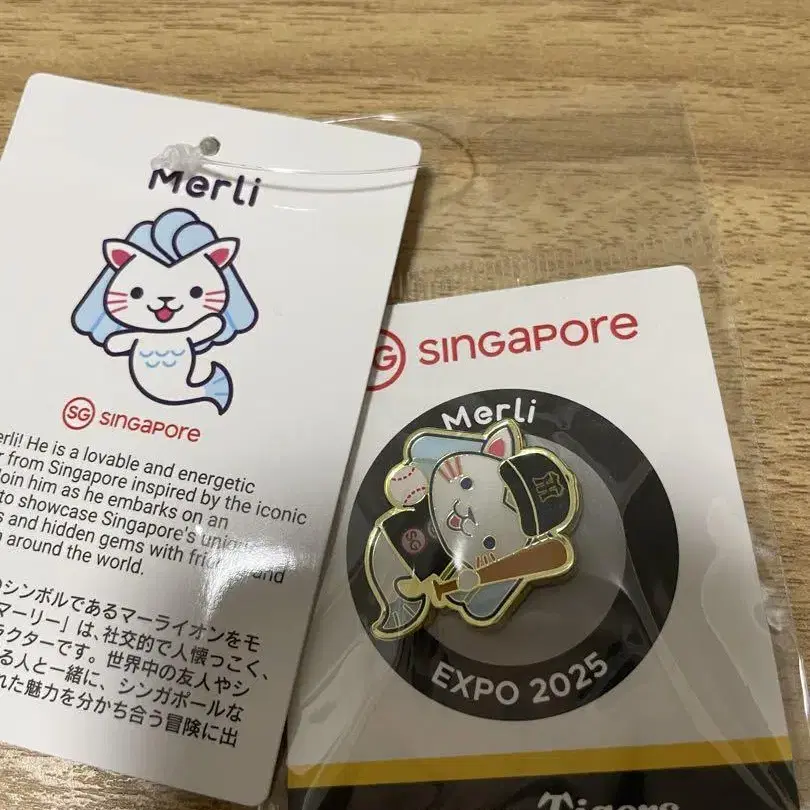 Merli
SG SINGAPORE
erli! He is a lovable and energetic
r from Singapore inspired by the iconic
Join him as he embarks on an
to showcase Singapore's
s and hidden gems with and
around the world.
のシンボルであるマーライオンをモ
マーリー」は、社交的で人懐っこく、
ラクターです。世界中の友人やシ
る人と一緒に、シンガポールな
れた魅力を分かち合う冒険に出
SG SINGAPORE
Merli
SG
EXPO 2025
Tigers